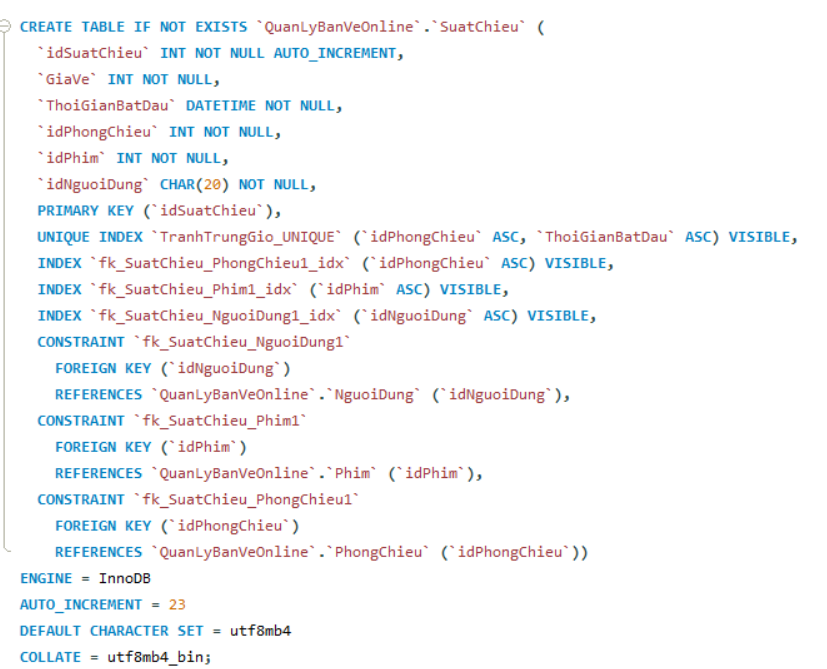 CREATE TABLE IF NOT EXISTS `QuanLyBanVeOnline`.`SuatChieu` (
`idSuatChieu` INT NOT NULL AUTO_INCREMENT,
`GiaVe` INT NOT NULL,
`ThoiGianBatDau` DATETIME NOT NULL,
`idPhongChieu` INT NOT NULL,
`idPhim` INT NOT NULL,
`idNguoiDung` CHAR(20) NOT NULL,
PRIMARY KEY (`idSuatChieu`),
UNIQUE INDEX `TranhTrungGio_UNIQUE` (`idPhongChieu` ASC, `ThoiGianBatDau` ASC) VISIBLE,
INDEX `fk_SuatChieu_PhongChieu1_idx` (`idPhongChieu` ASC) VISIBLE,
INDEX `fk_SuatChieu_Phim1_idx` (`idPhim` ASC) VISIBLE,
INDEX `fk_SuatChieu_NguoiDung1_idx` (`idNguoiDung` ASC) VISIBLE,
CONSTRAINT `fk_SuatChieu_NguoiDung1`
FOREIGN KEY (`idNguoiDung`)
REFERENCES `QuanLyBanVeOnline`.`NguoiDung` (`idNguoiDung`),
CONSTRAINT `fk_SuatChieu_Phim1`
FOREIGN KEY (`idPhim`)
REFERENCES `QuanLyBanVeOnline`.`Phim` (`idPhim`),
CONSTRAINT `fk_SuatChieu_PhongChieu1`
FOREIGN KEY (`idPhongChieu`)
REFERENCES `QuanLyBanVeOnline`.`PhongChieu` (`idPhongChieu`))
ENGINE = InnoDB
AUTO_INCREMENT = 23
DEFAULT CHARACTER SET = utf8mb4
COLLATE = utf8mb4_bin;